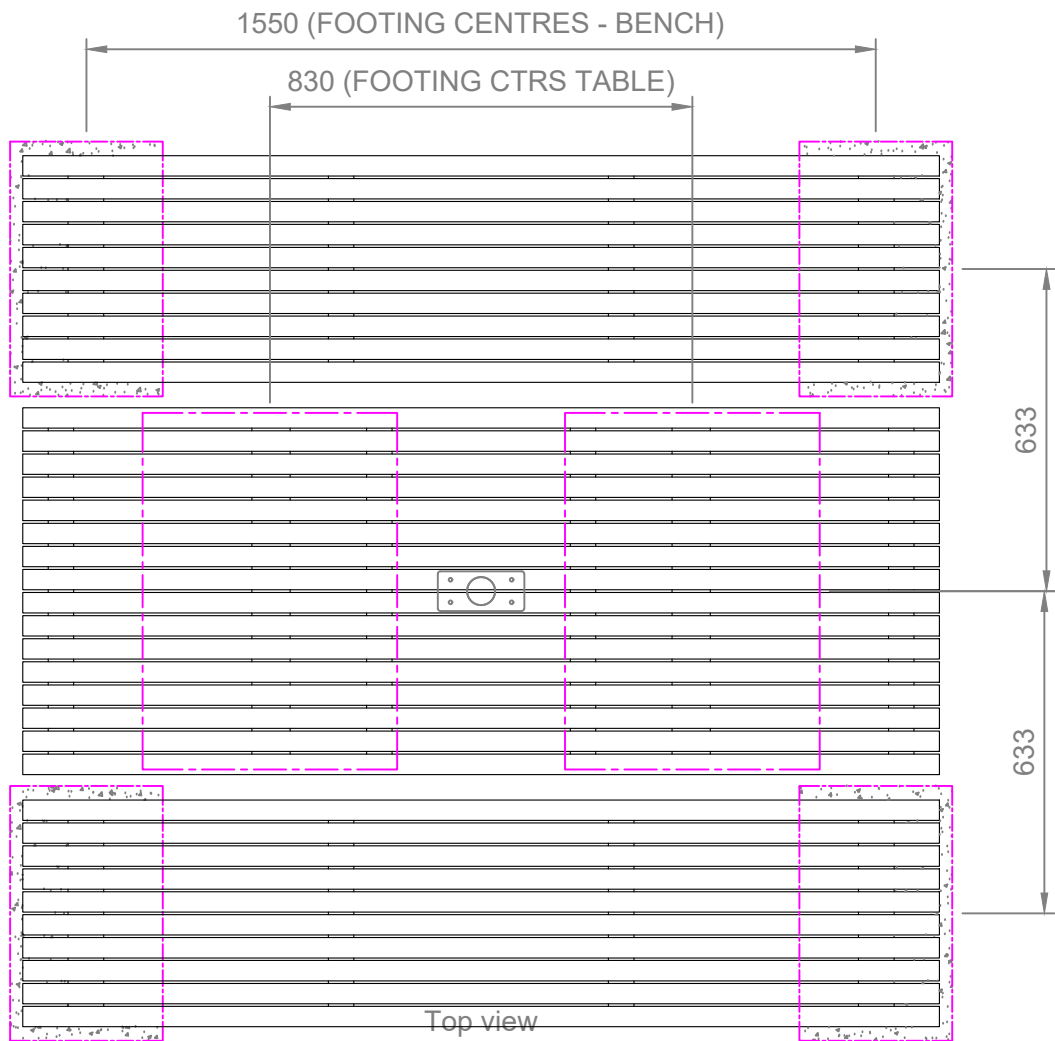 1550 (FOOTING CENTRES - BENCH)
830 (FOOTING CTRS TABLE)
633
633
Top view